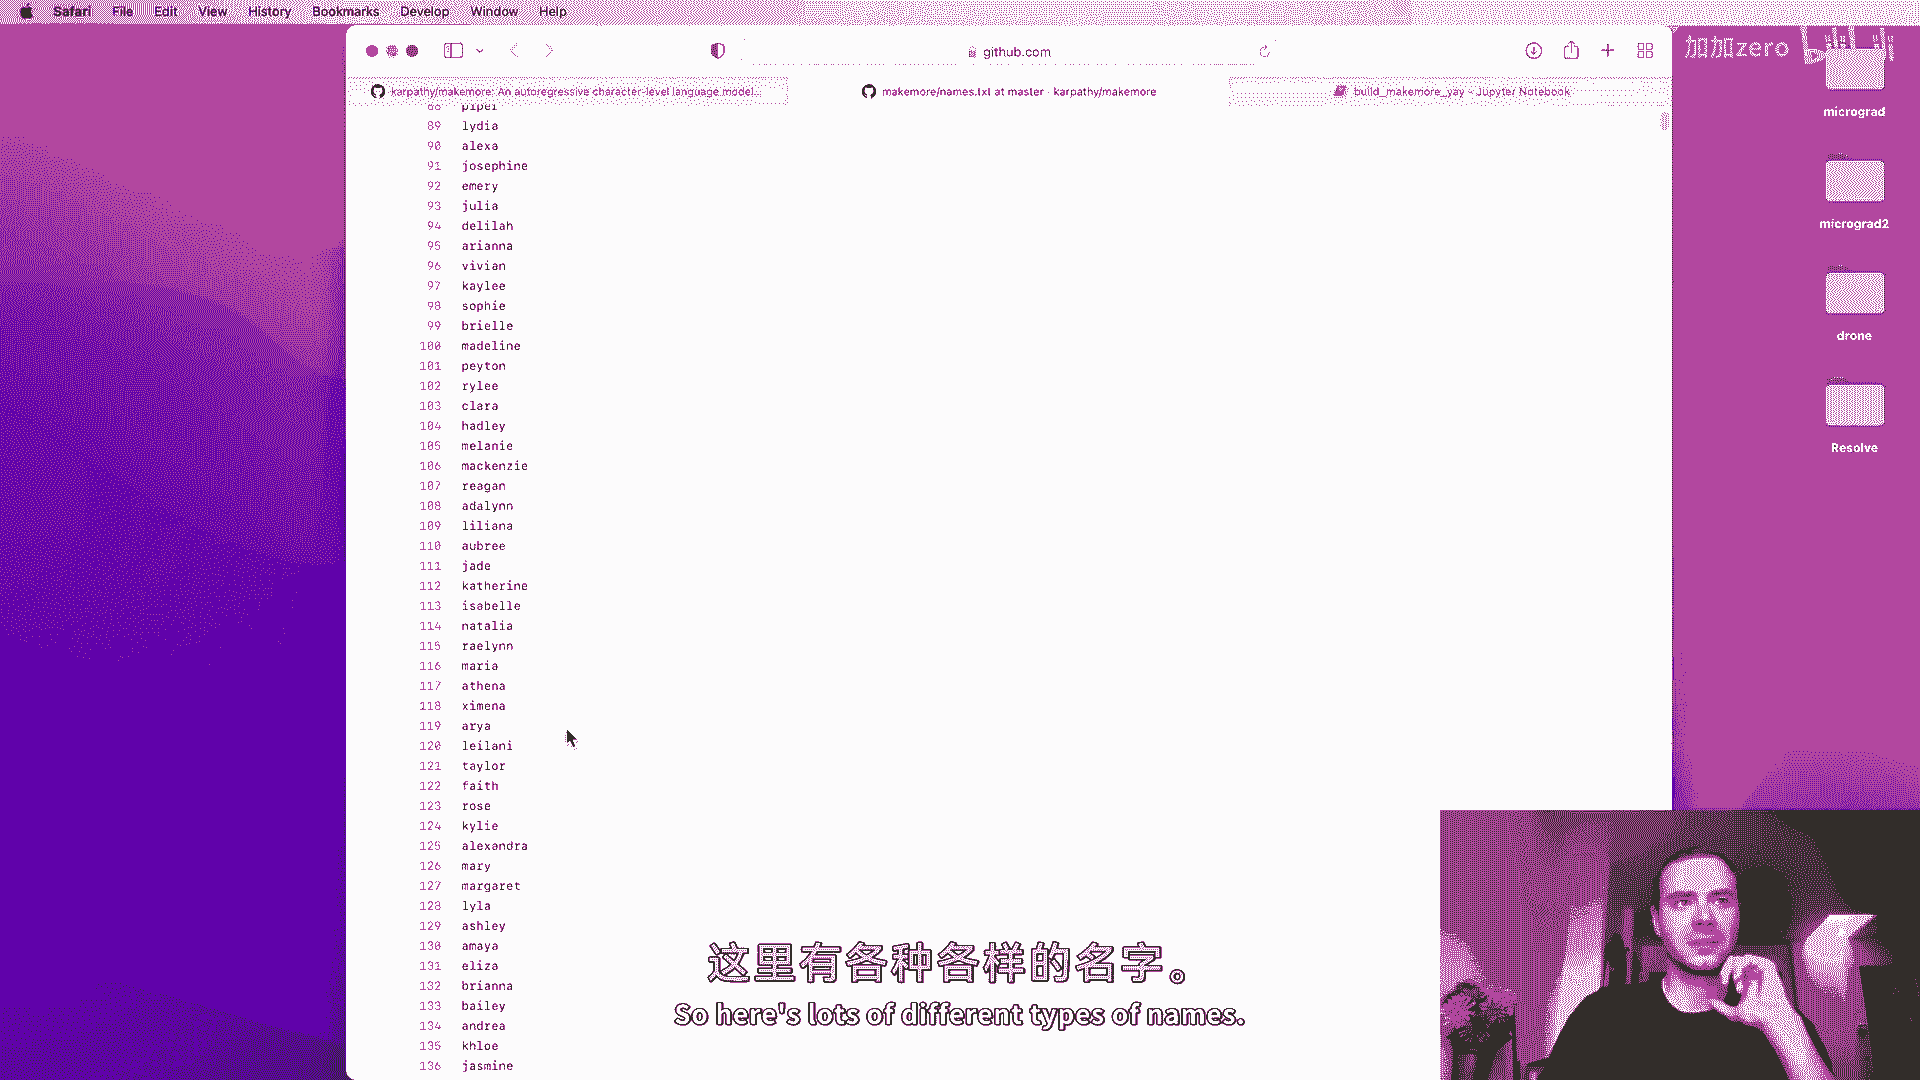 Safari File Edit View History Bookmarks Develop Window Help
github.com
加加zero
karpathy/makemore: An autoregressive character-level language model...
makemore/names.txt at master · karpathy/makemore
build_makemore_yay - Jupyter Notebook
88 piper
89 lydia
90 alexa
91 josephine
92 emery
93 julia
94 delilah
95 arianna
96 vivian
97 kaylee
98 sophie
99 brielle
100 madeline
101 peyton
102 rylee
103 clara
104 hadley
105 melanie
106 mackenzie
107 reagan
108 adalynn
109 liliana
110 aubree
111 jade
112 katherine
113 isabelle
114 natalia
115 raelynn
116 maria
117 athena
118 ximena
119 arya
120 leilani
121 taylor
122 faith
123 rose
124 kylie
125 alexandra
126 mary
127 margaret
128 lyla
129 ashley
130 amaya
131 eliza
132 brianna
133 bailey
134 andrea
135 khloe
136 jasmine
micrograd
micrograd2
drone
Resolve
这里有各种各样的名字。
So here's lots of different types of names.